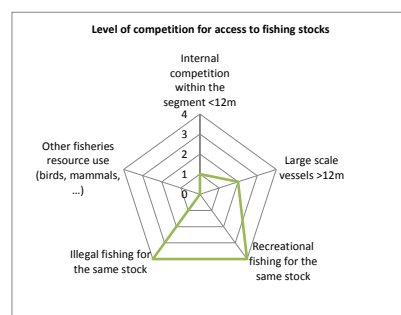 Level of competition for access to fishing stocks
Internal
competition
within the
segment <12m
4
3
2
1
0
Large scale
vessels >12m
Recreational
fishing for the
same stock
Illegal fishing for
the same stock
Other fisheries
resource use
(birds, mammals,
…)